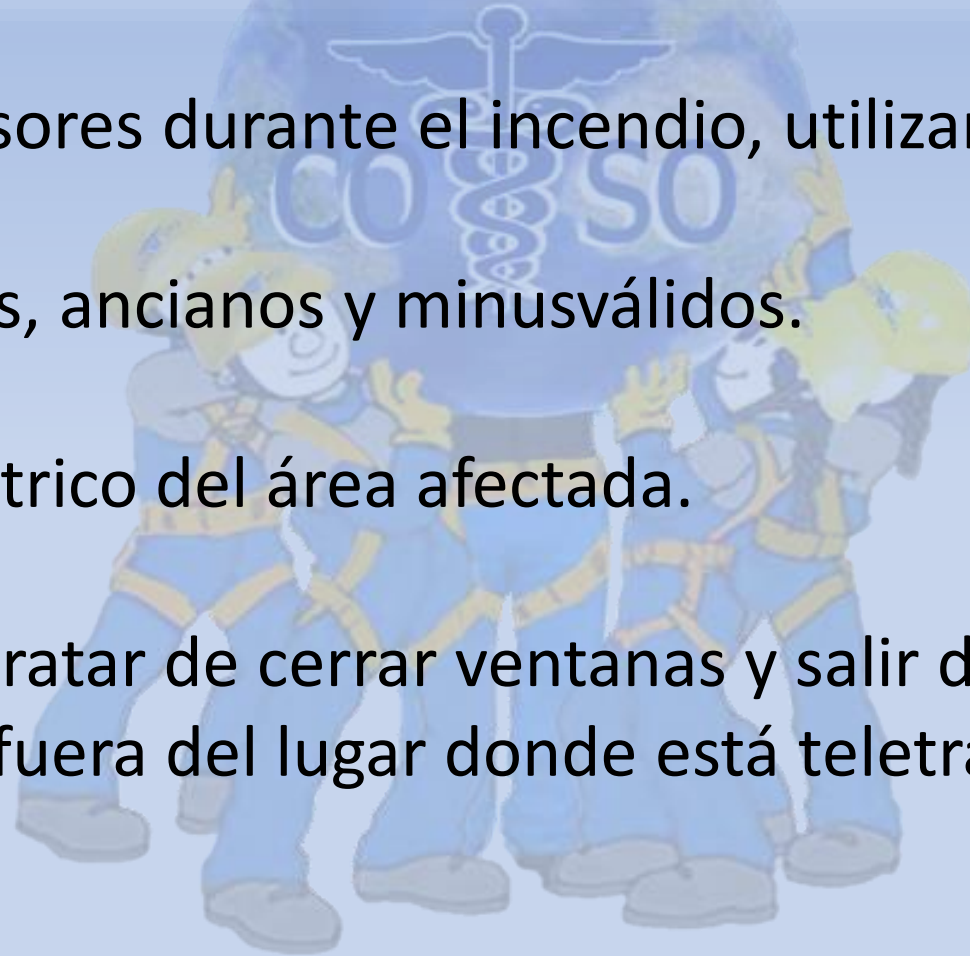 CO SO
sores durante el incendio, utilizar
s, ancianos y minusválidos.
trico del área afectada.
ratar de cerrar ventanas y salir d
fuera del lugar donde está teletra